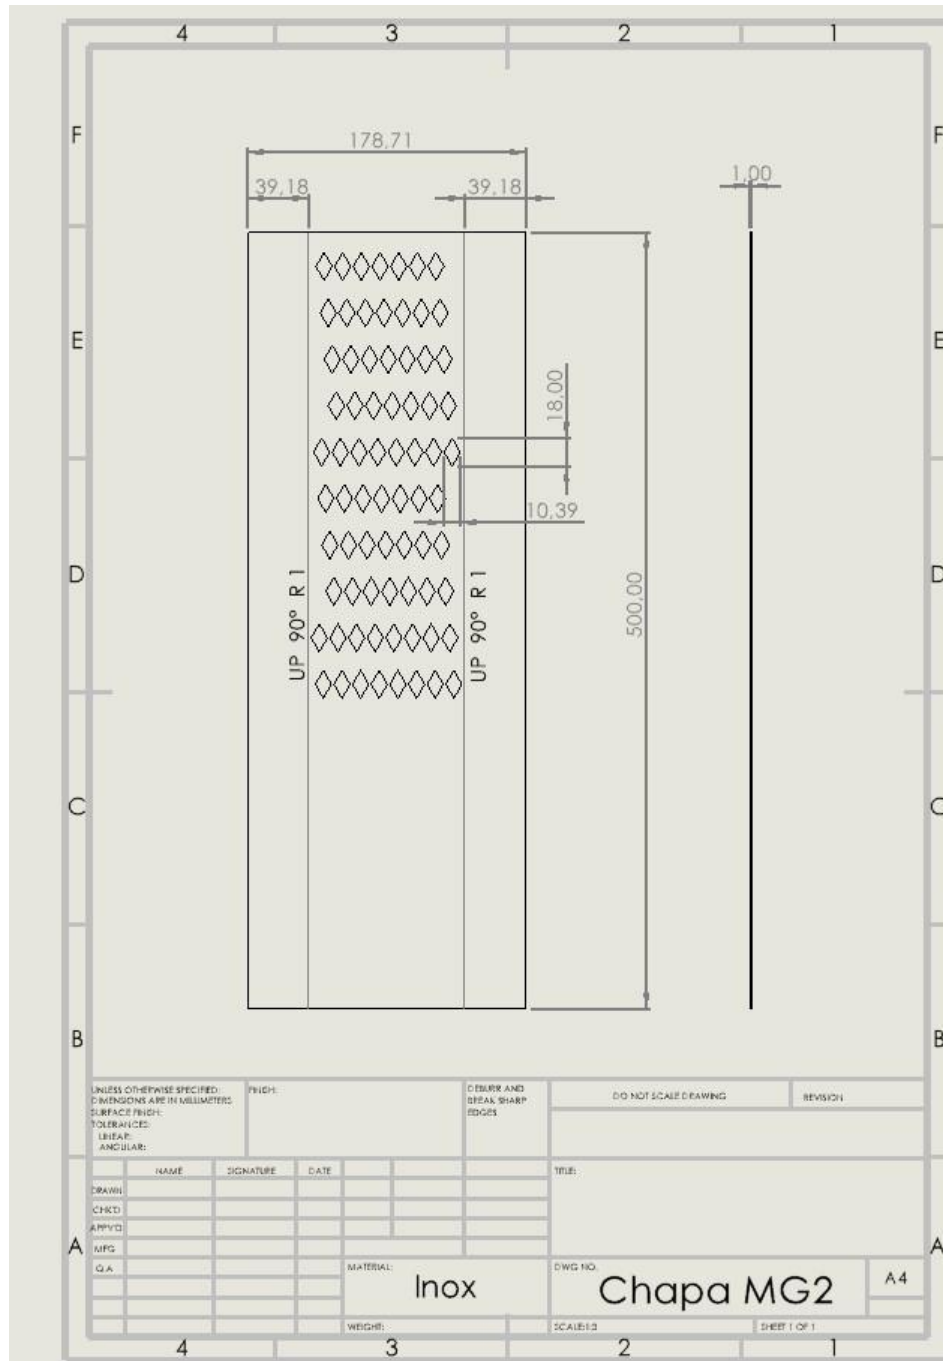 4 3 2 1
F F
178,71
39,18 39,18 1,00
E E
18,00
10,39
D D
500,00
UP 90° R 1 UP 90° R 1
C C
B B
UNLESS OTHERWISE SPECIFIED:
DIMENSIONS ARE IN MILLIMETERS
SURFACE FINISH:
TOLERANCES:
LINEAR:
ANGULAR:
FINISH:
DEBURR AND
BREAK SHARP
EDGES
DO NOT SCALE DRAWING REVISION
NAME SIGNATURE DATE TITLE:
DRAWN
CHK'D
APPV'D
A A
MFG
Q.A MATERIAL: DWG NO.
Inox Chapa MG2 A4
WEIGHT: SCALE:1:2 SHEET 1 OF 1
4 3 2 1